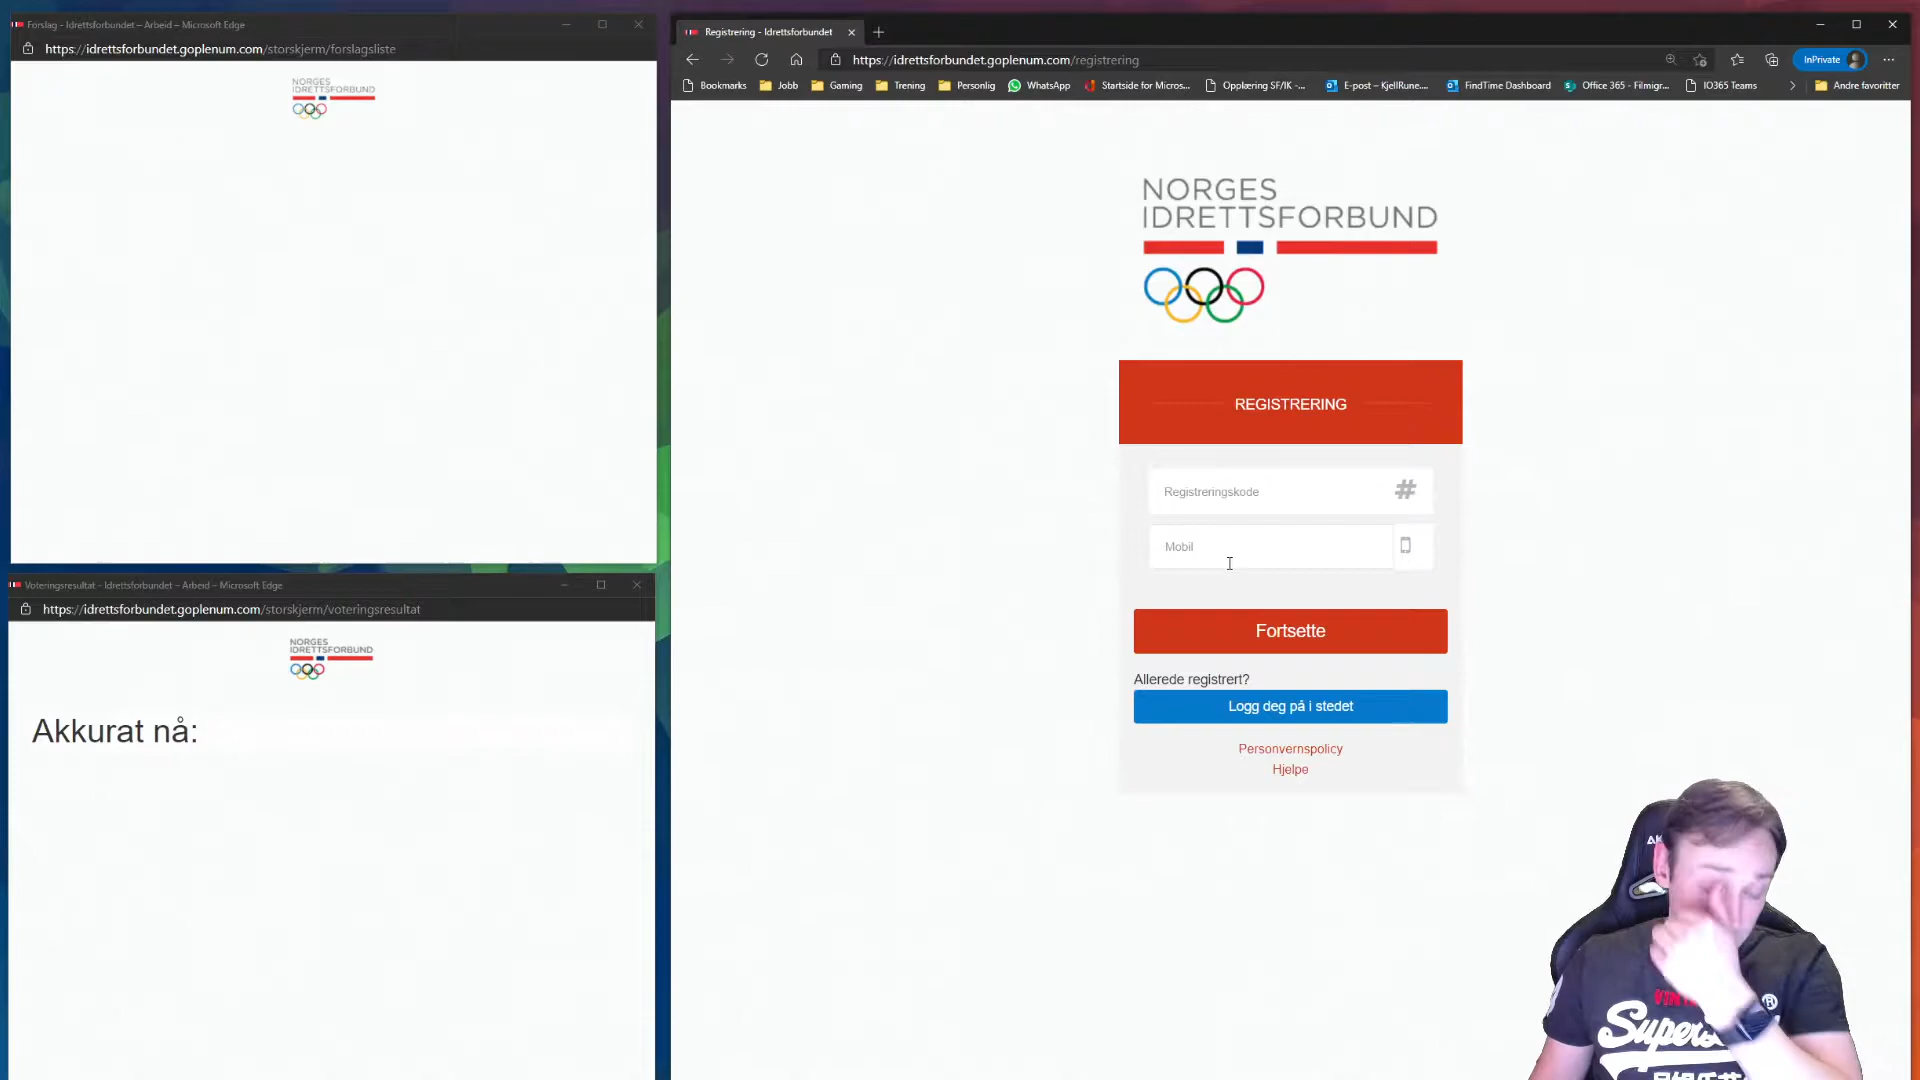 Forslag - Idrettsforbundet – Arbeid – Microsoft Edge
https://idrettsforbundet.goplenum.com/storskjerm/forslagsliste
NORGES
IDRETTSFORBUND
Voteringsresultat - Idrettsforbundet – Arbeid – Microsoft Edge
https://idrettsforbundet.goplenum.com/storskjerm/voteringsresultat
NORGES
IDRETTSFORBUND
Akkurat nå:
Registrering - Idrettsforbundet
https://idrettsforbundet.goplenum.com/registrering
InPrivate
Bookmarks
Jobb
Gaming
Trening
Personlig
WhatsApp
Startside for Micros...
Opplæring SF/IK -...
E-post – KjellRune....
FindTime Dashboard
Office 365 - Filmigr...
IO365 Teams
Andre favoritter
NORGES
IDRETTSFORBUND
REGISTRERING
Registreringskode
#
Mobil
Fortsette
Allerede registrert?
Logg deg på i stedet
Personvernspolicy
Hjelpe